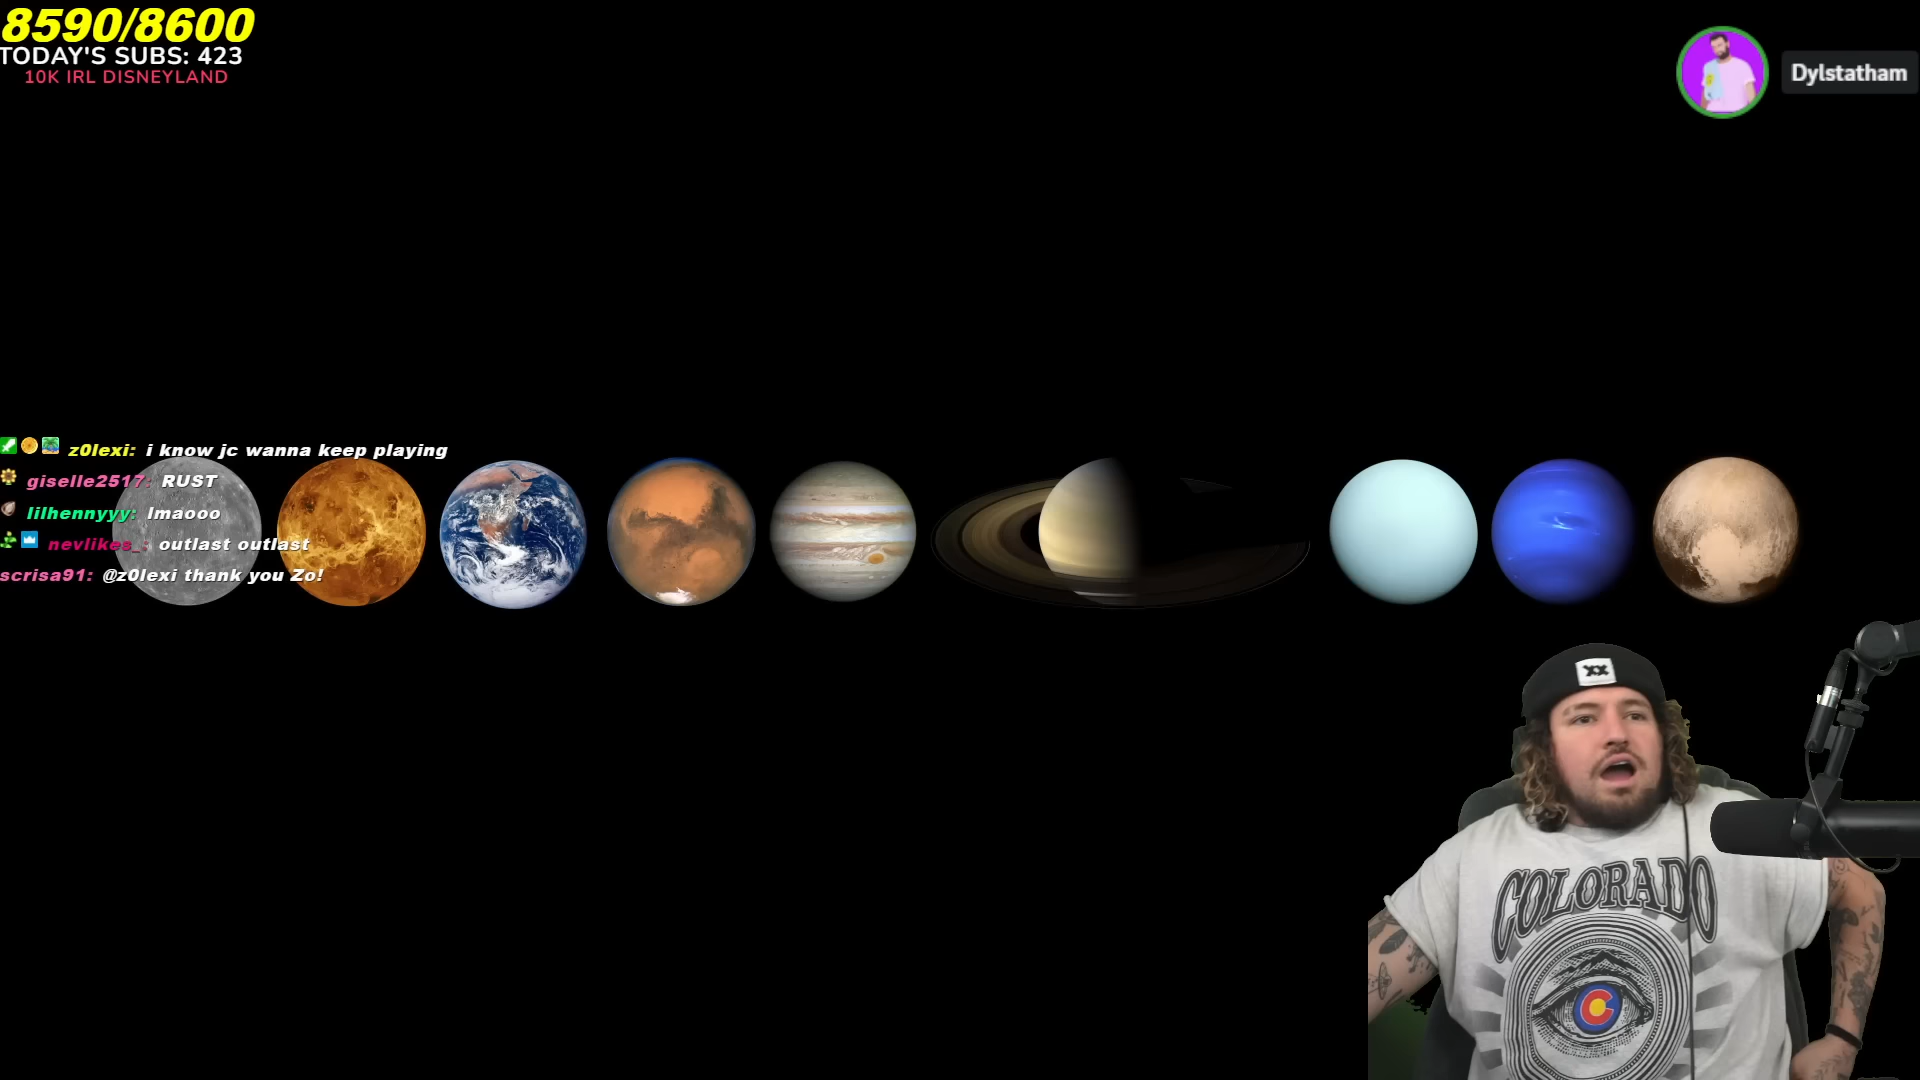 8590/8600
TODAY'S SUBS: 423
10K IRL DISNEYLAND
Dylstatham
z0lexi: i know jc wanna keep playing
giselle2517: RUST
lilhennyyy: lmaooo
nevlikes_: outlast outlast
scrisa91: @z0lexi thank you Zo!
XX
COLORADO
C